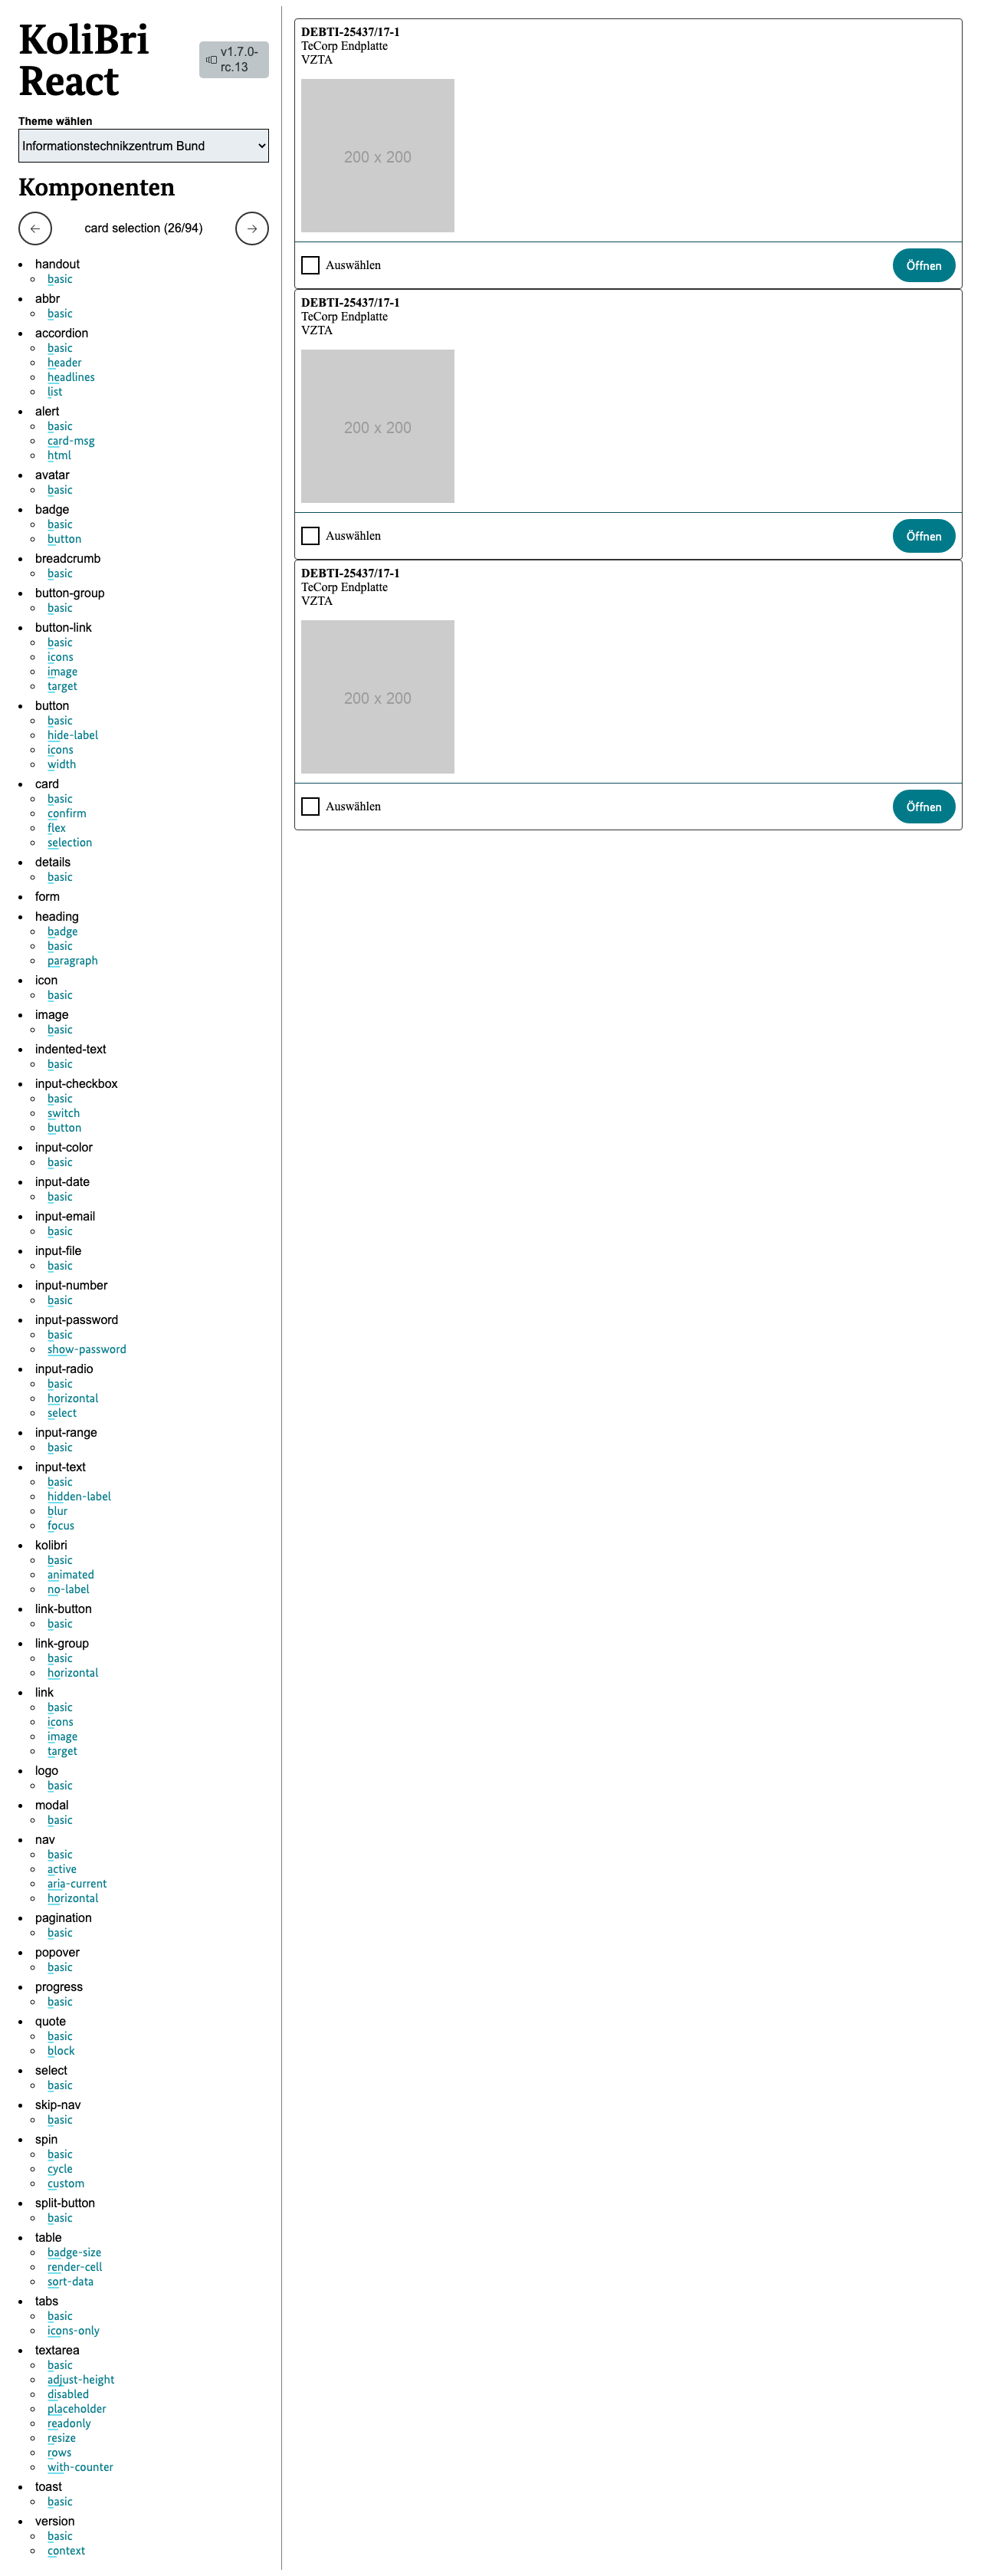 KoliBri
React
v1.7.0-
rc.13
Theme wählen
Informationstechnikzentrum Bund
Komponenten
card selection (26/94)
handout
basic
abbr
basic
accordion
basic
header
headlines
list
alert
basic
card-msg
html
avatar
basic
badge
basic
button
breadcrumb
basic
button-group
basic
button-link
basic
icons
image
target
button
basic
hide-label
icons
width
card
basic
confirm
flex
selection
details
basic
form
heading
badge
basic
paragraph
icon
basic
image
basic
indented-text
basic
input-checkbox
basic
switch
button
input-color
basic
input-date
basic
input-email
basic
input-file
basic
input-number
basic
input-password
basic
show-password
input-radio
basic
horizontal
select
input-range
basic
input-text
basic
hidden-label
blur
focus
kolibri
basic
animated
no-label
link-button
basic
link-group
basic
horizontal
link
basic
icons
image
target
logo
basic
modal
basic
nav
basic
active
aria-current
horizontal
pagination
basic
popover
basic
progress
basic
quote
basic
block
select
basic
skip-nav
basic
spin
basic
cycle
custom
split-button
basic
table
badge-size
render-cell
sort-data
tabs
basic
icons-only
textarea
basic
adjust-height
disabled
placeholder
readonly
resize
rows
with-counter
toast
basic
version
basic
context
DEBTI-25437/17-1
TeCorp Endplatte
VZTA
200 x 200
Auswählen
Öffnen
DEBTI-25437/17-1
TeCorp Endplatte
VZTA
200 x 200
Auswählen
Öffnen
DEBTI-25437/17-1
TeCorp Endplatte
VZTA
200 x 200
Auswählen
Öffnen